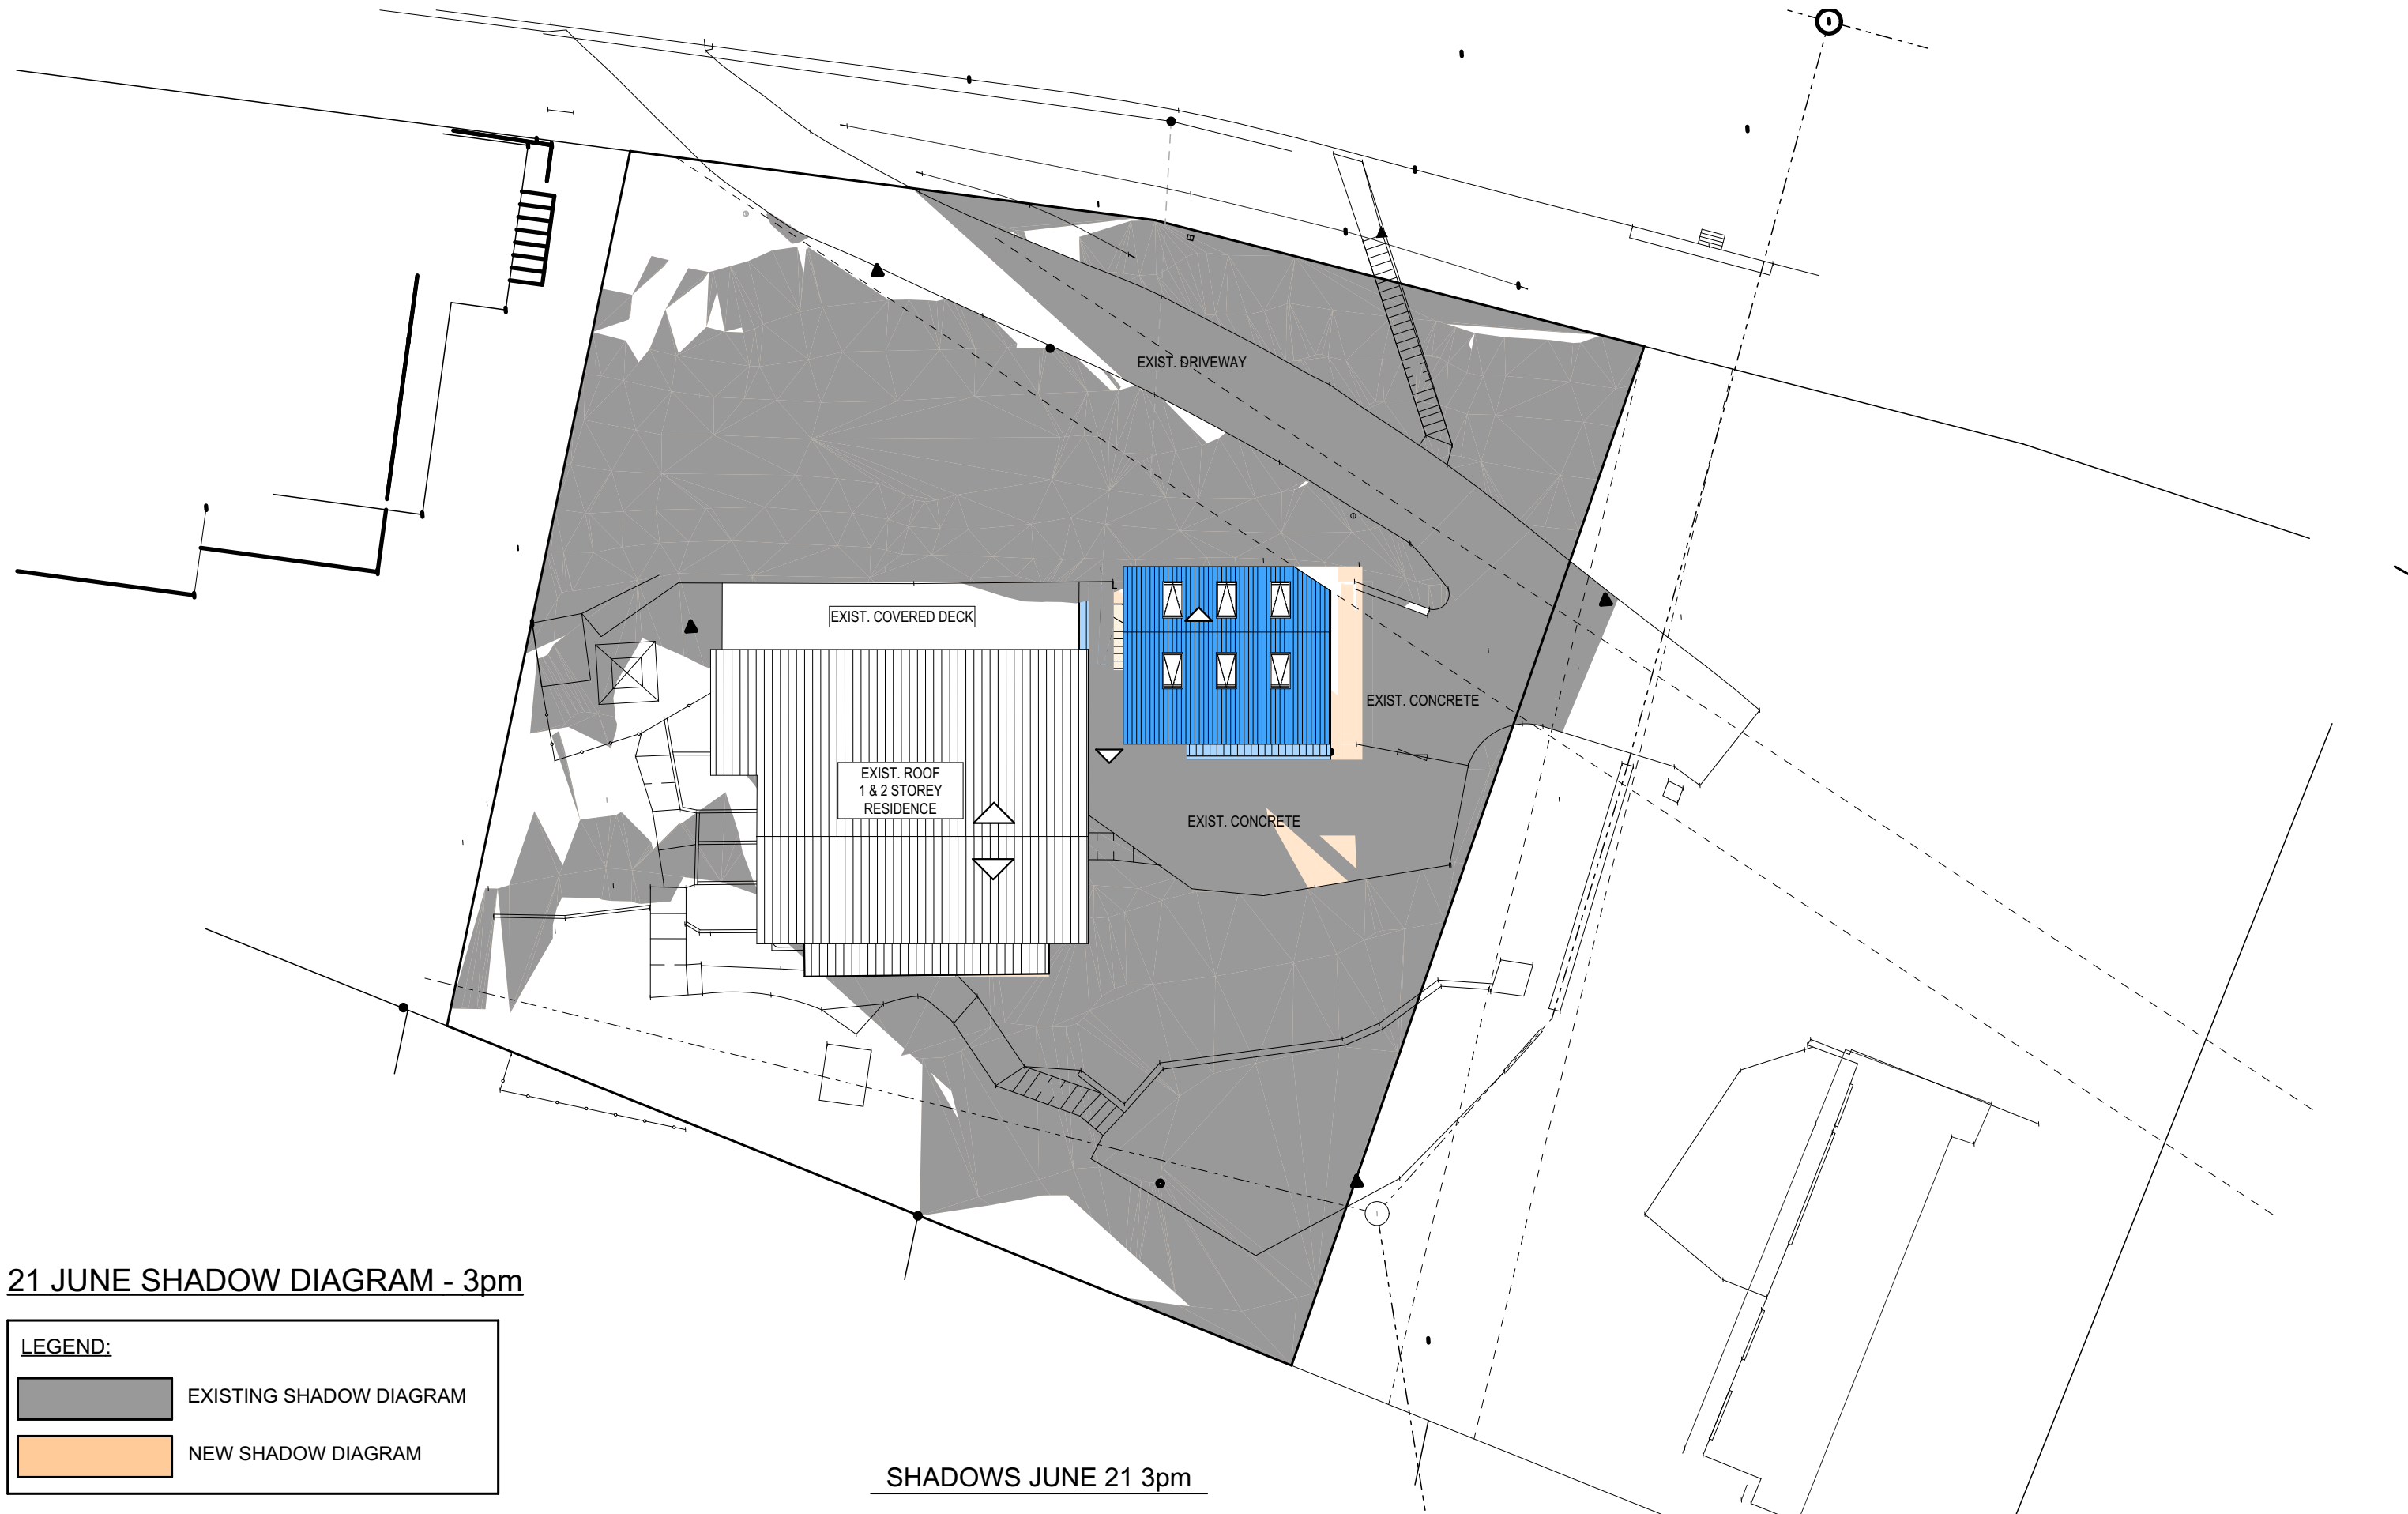 EXIST. DRIVEWAY
EXIST. COVERED DECK
EXIST. CONCRETE
EXIST. ROOF
1 & 2 STOREY
RESIDENCE
EXIST. CONCRETE
21 JUNE SHADOW DIAGRAM - 3pm
LEGEND:
EXISTING SHADOW DIAGRAM
NEW SHADOW DIAGRAM
SHADOWS JUNE 21 3pm